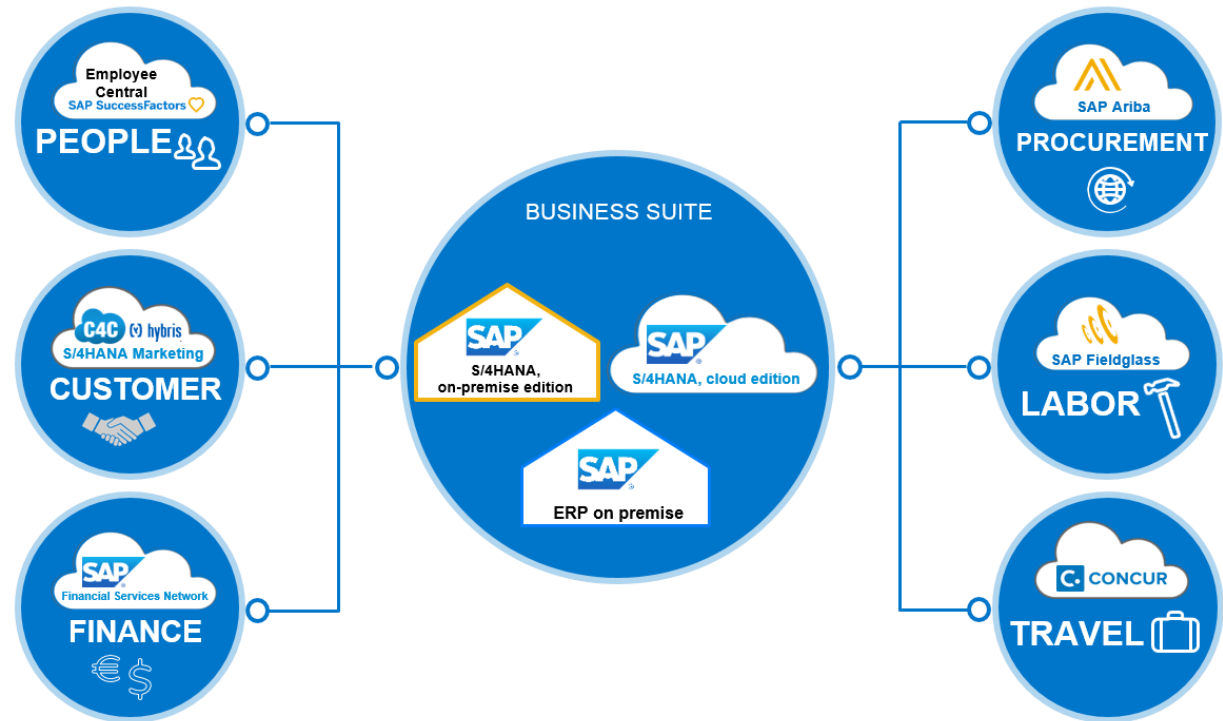 Employee
Central
SAP SuccessFactors
PEOPLE
C4C hybris
S/4HANA Marketing
CUSTOMER
SAP
Financial Services Network
FINANCE
€ $
BUSINESS SUITE
SAP
S/4HANA,
on-premise edition
SAP
S/4HANA, cloud edition
SAP
ERP on premise
SAP Ariba
PROCUREMENT
SAP Fieldglass
LABOR
C. CONCUR
TRAVEL